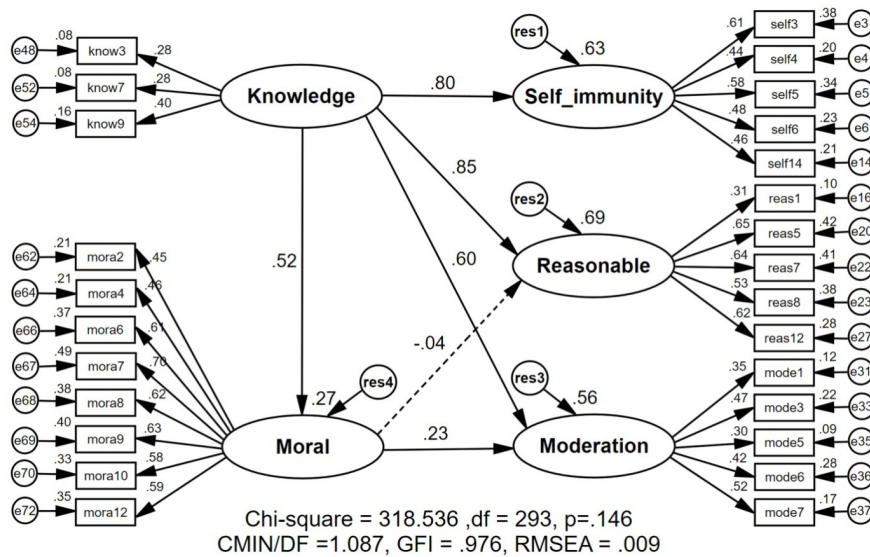 e48 .08 know3 .28
e52 .08 know7 .28
e54 .16 know9 .40
Knowledge
.80
res1
.63
Self_immunity
.61 self3 .38 e3
.44 self4 .20 e4
.58 self5 .34 e5
.48 self6 .23 e6
.46 self14 .21 e14
.85
res2
.69
Reasonable
.31 reas1 .10 e16
.65 reas5 .42 e20
.64 reas7 .41 e22
.53 reas8 .38 e23
.62 reas12 .28 e27
.52
.60
-.04
e62 .21 mora2 .45
e64 .21 mora4 .46
e66 .37 mora6 .61
e67 .49 mora7 .70
e68 .38 mora8 .62
e69 .40 mora9 .63
e70 .33 mora10 .58
e72 .35 mora12 .59
res4
.27
Moral
.23
res3
.56
Moderation
.35 mode1 .12 e31
.47 mode3 .22 e33
.30 mode5 .09 e35
.42 mode6 .28 e36
.52 mode7 .17 e37
Chi-square = 318.536 ,df = 293, p=.146
CMIN/DF =1.087, GFI = .976, RMSEA = .009